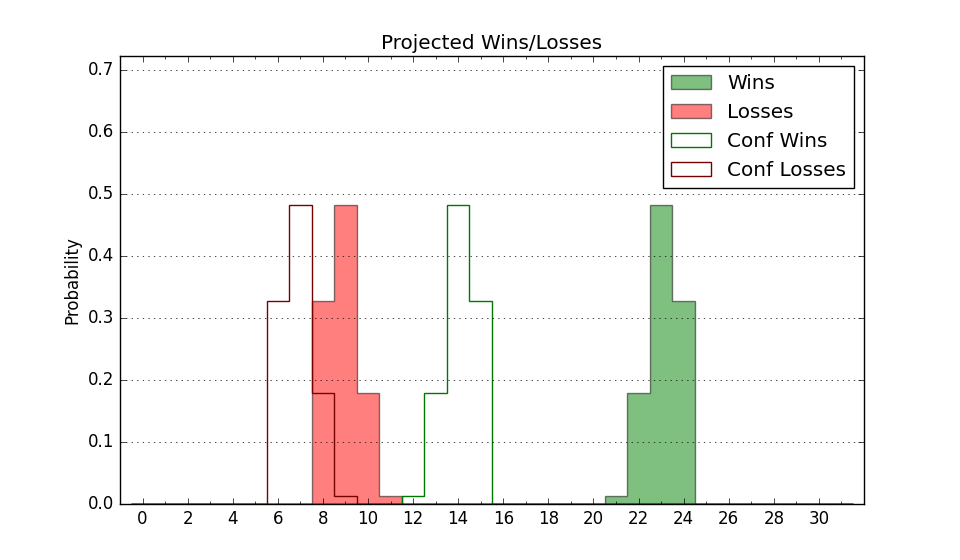 Projected Wins/Losses
Wins
Losses
Conf Wins
Conf Losses
Probability
0.7
0.6
0.5
0.4
0.3
0.2
0.1
0.0
0 2 4 6 8 10 12 14 16 18 20 22 24 26 28 30